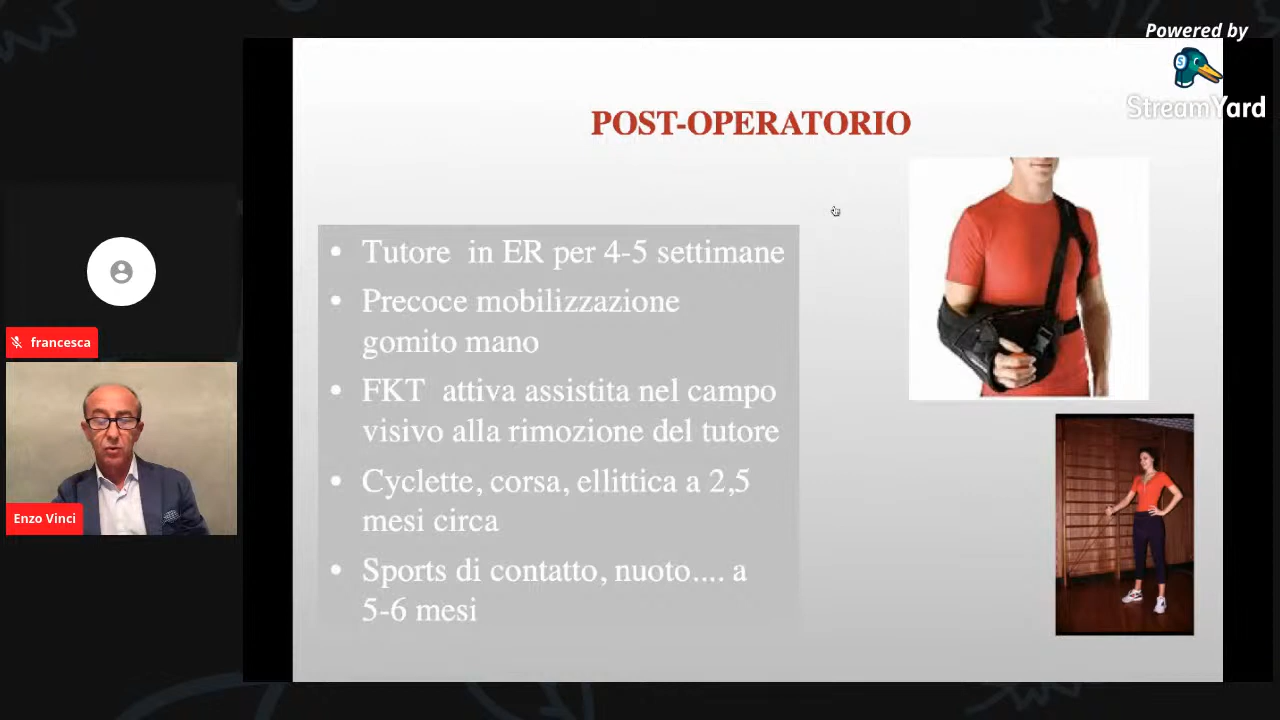 Powered by
StreamYard
POST-OPERATORIO
• Tutore in ER per 4-5 settimane
• Precoce mobilizzazione
gomito mano
• FKT attiva assistita nel campo
visivo alla rimozione del tutore
• Cyclette, corsa, ellittica a 2,5
mesi circa
• Sports di contatto, nuoto.... a
5-6 mesi
francesca
Enzo Vinci